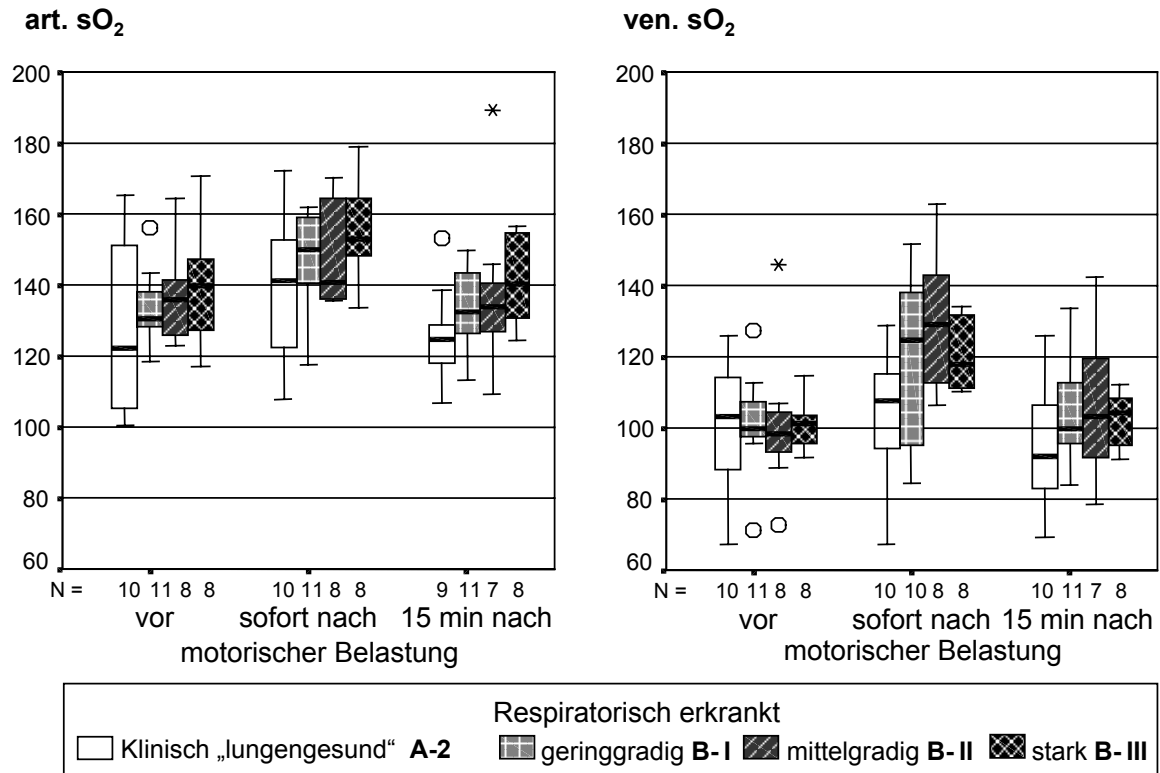 art. sO₂
200
180
160
140
120
100
80
60
N = 10 11 8 8 10 11 8 8 9 11 7 8
vor sofort nach 15 min nach
motorischer Belastung
ven. sO₂
200
180
160
140
120
100
80
60
N = 10 11 8 8 10 10 8 8 10 11 7 8
vor sofort nach 15 min nach
motorischer Belastung
Respiratorisch erkrankt
Klinisch „lungengesund“ A-2 geringgradig B-I mittelgradig B-II stark B-III